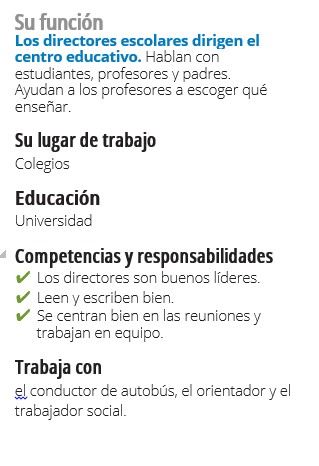 Su función
Los directores escolares dirigen el
centro educativo. Hablan con
estudiantes, profesores y padres.
Ayudan a los profesores a escoger qué
enseñar.
Su lugar de trabajo
Colegios
Educación
Universidad
Competencias y responsabilidades
✔ Los directores son buenos líderes.
✔ Leen y escriben bien.
✔ Se centran bien en las reuniones y
trabajan en equipo.
Trabaja con
el conductor de autobús, el orientador y el
trabajador social.